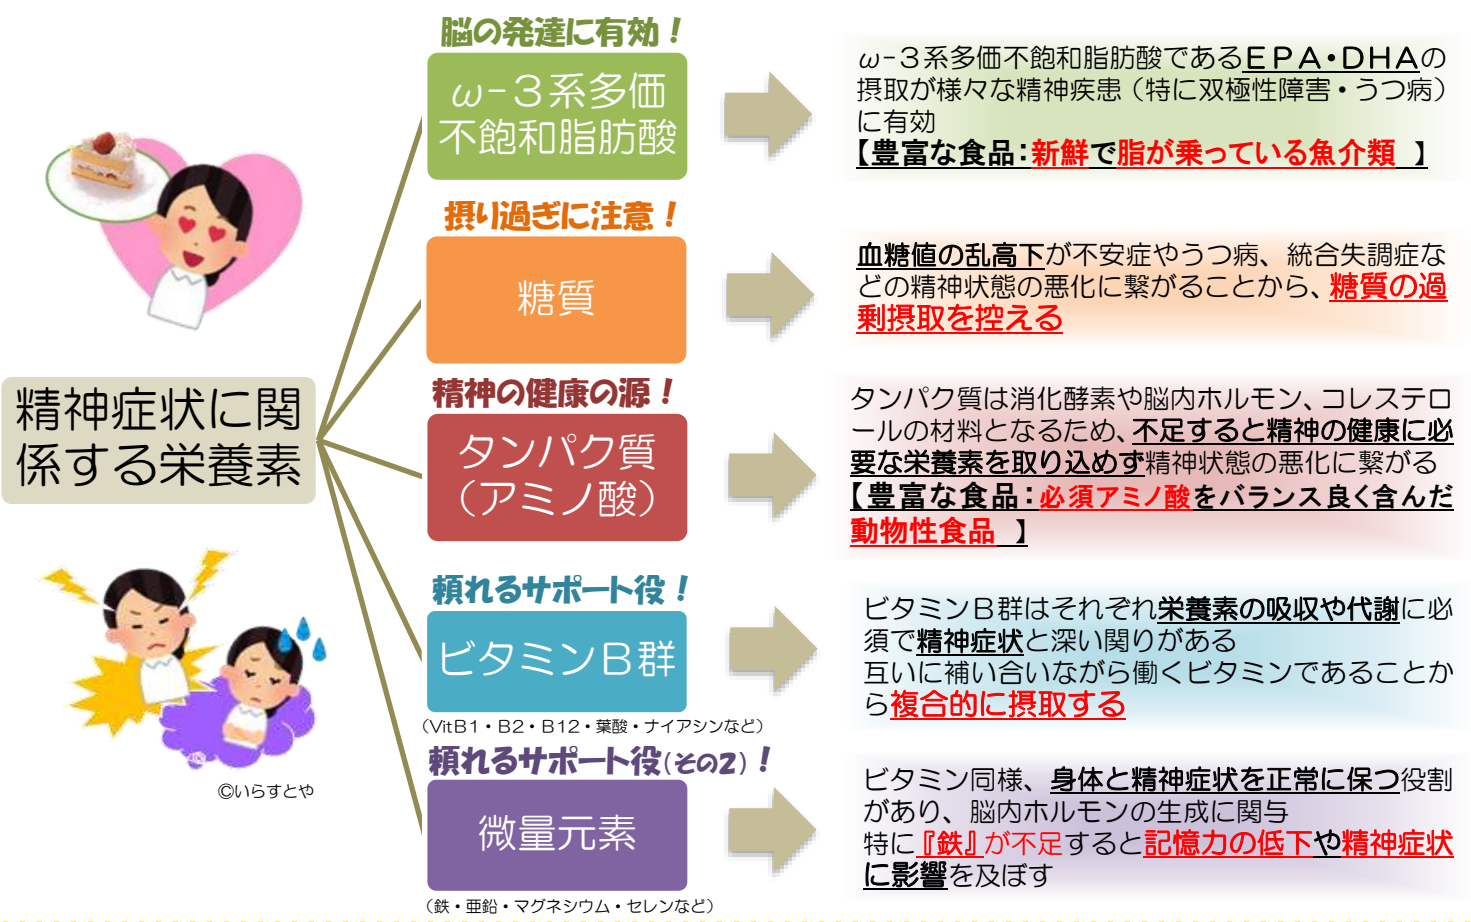 精神症状に関
係する栄養素
©いらすとや
脳の発達に有効！
ω-３系多価
不飽和脂肪酸
ω-３系多価不飽和脂肪酸であるＥＰＡ・ＤＨＡの
摂取が様々な精神疾患（特に双極性障害・うつ病）
に有効
【豊富な食品：新鮮で脂が乗っている魚介類　】
摂り過ぎに注意！
糖質
血糖値の乱高下が不安症やうつ病、統合失調症な
どの精神状態の悪化に繋がることから、糖質の過
剰摂取を控える
精神の健康の源！
タンパク質
（アミノ酸）
タンパク質は消化酵素や脳内ホルモン、コレステロ
ールの材料となるため、不足すると精神の健康に必
要な栄養素を取り込めず精神状態の悪化に繋がる
【豊富な食品：必須アミノ酸をバランス良く含んだ
動物性食品　】
頼れるサポート役！
ビタミンＢ群
（VitＢ1・Ｂ2・Ｂ12・葉酸・ナイアシンなど）
ビタミンＢ群はそれぞれ栄養素の吸収や代謝に必
須で精神症状と深い関りがある
互いに補い合いながら働くビタミンであることか
ら複合的に摂取する
頼れるサポート役（その２）！
微量元素
（鉄・亜鉛・マグネシウム・セレンなど）
ビタミン同様、身体と精神症状を正常に保つ役割
があり、脳内ホルモンの生成に関与
特に『鉄』が不足すると記憶力の低下や精神症状
に影響を及ぼす